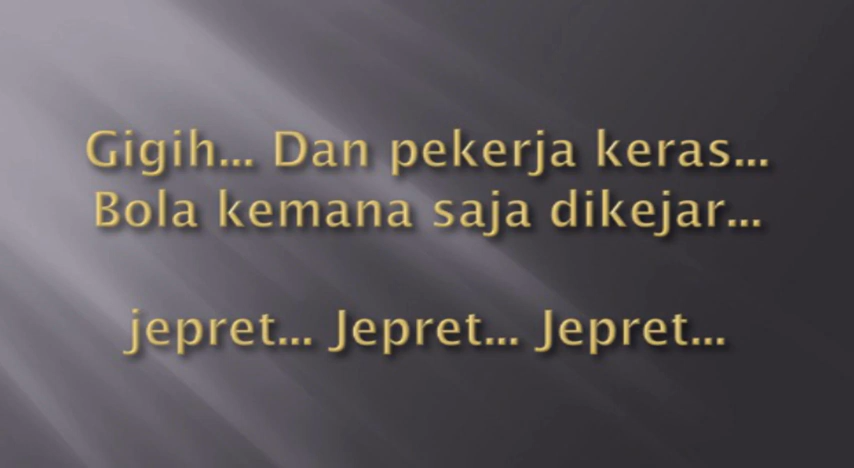 Gigih... Dan pekerja keras...
Bola kemana saja dikejar...
jepret... Jepret... Jepret...